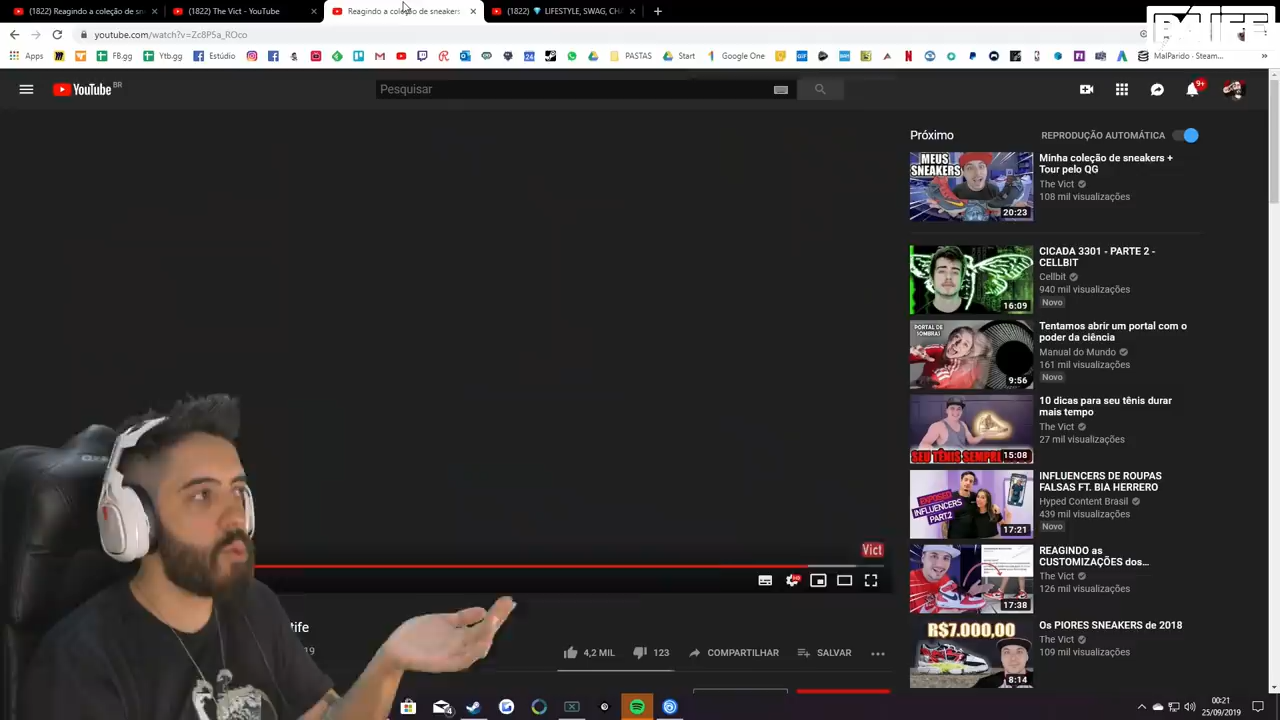 (1822) Reagindo a coleção de sn
(1822) The Vict - YouTube
Reagindo a coleção de sneakers
(1822) 💎 LIFESTYLE, SWAG, CH
youtube.com/watch?v=Zc8P5a_ROco
Apps
FB.gg
Ytb.gg
Estúdio
PASTAS
Start
Google One
MalParido - Steam...
YouTube BR
Pesquisar
9+
Próximo
REPRODUÇÃO AUTOMÁTICA
MEUS
SNEAKERS
20:23
Minha coleção de sneakers +
Tour pelo QG
The Vict
108 mil visualizações
16:09
CICADA 3301 - PARTE 2 -
CELLBIT
Cellbit
940 mil visualizações
Novo
PORTAL DE
SOMBRAS
9:56
Tentamos abrir um portal com o
poder da ciência
Manual do Mundo
161 mil visualizações
Novo
SEU TÊNIS SEMPRE
15:08
10 dicas para seu tênis durar
mais tempo
The Vict
27 mil visualizações
EXPOSED
INFLUENCERS
PART2
17:21
INFLUENCERS DE ROUPAS
FALSAS FT. BIA HERRERO
Hyped Content Brasil
439 mil visualizações
Novo
17:38
REAGINDO as
CUSTOMIZAÇÕES dos...
The Vict
126 mil visualizações
R$7.000,00
8:14
Os PIORES SNEAKERS de 2018
The Vict
109 mil visualizações
Vict
life
19
4,2 MIL
123
COMPARTILHAR
SALVAR
00:21
25/09/2019